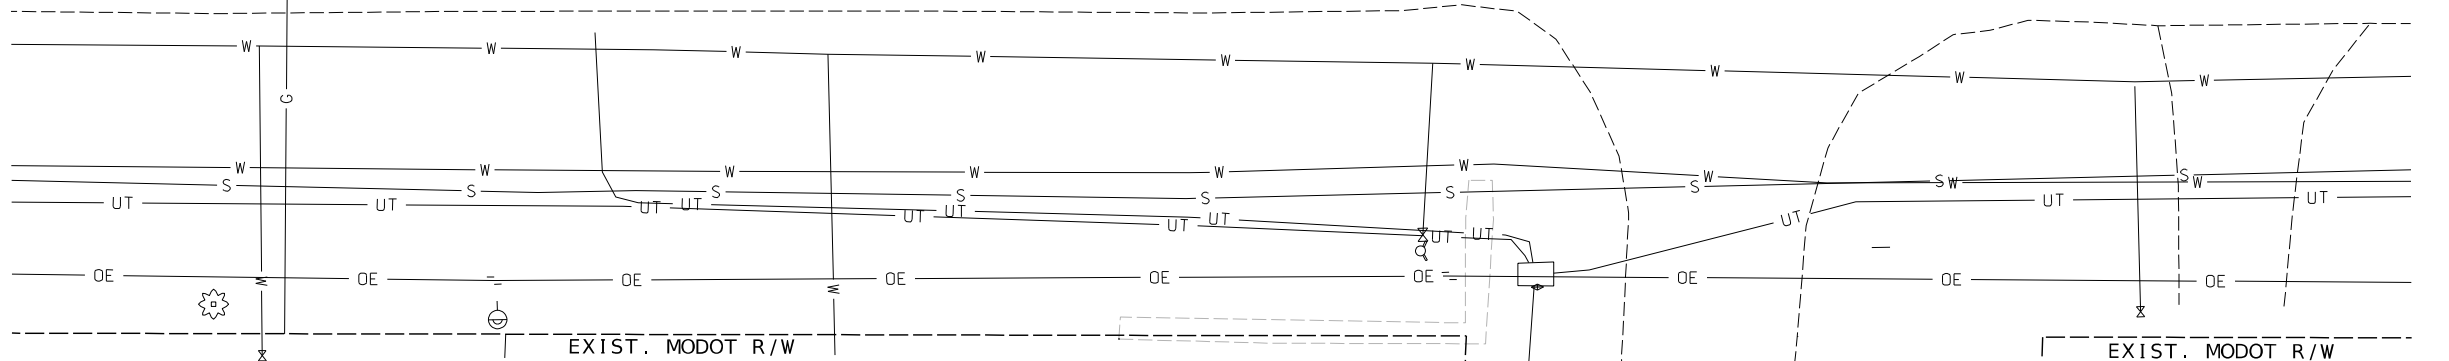 W W W W W W W W W
G
W W W W W W W S W S W
S S S S S S S
UT UT UT UT UT UT UT UT UT UT UT UT UT
OE OE OE OE OE OE OE OE OE
W W
EXIST. MODOT R/W EXIST. MODOT R/W